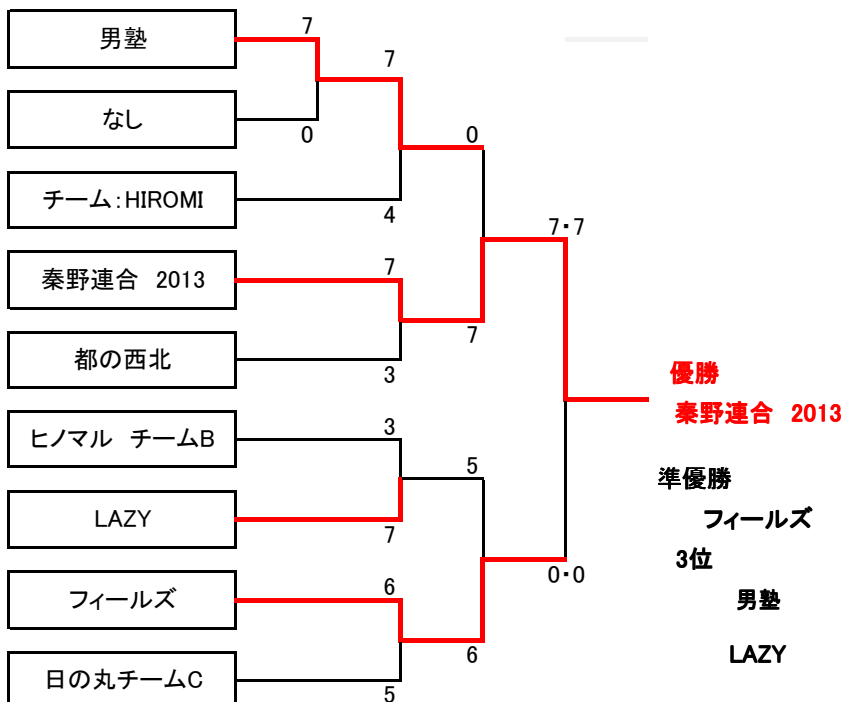 男塾
7
7
なし
0
0
チーム：HIROMI
4
7・7
秦野連合　2013
7
7
都の西北
3
優勝
秦野連合　2013
ヒノマル　チームB
3
5
準優勝
LAZY
7
フィールズ
3位
0・0
フィールズ
6
男塾
6
LAZY
日の丸チームC
5